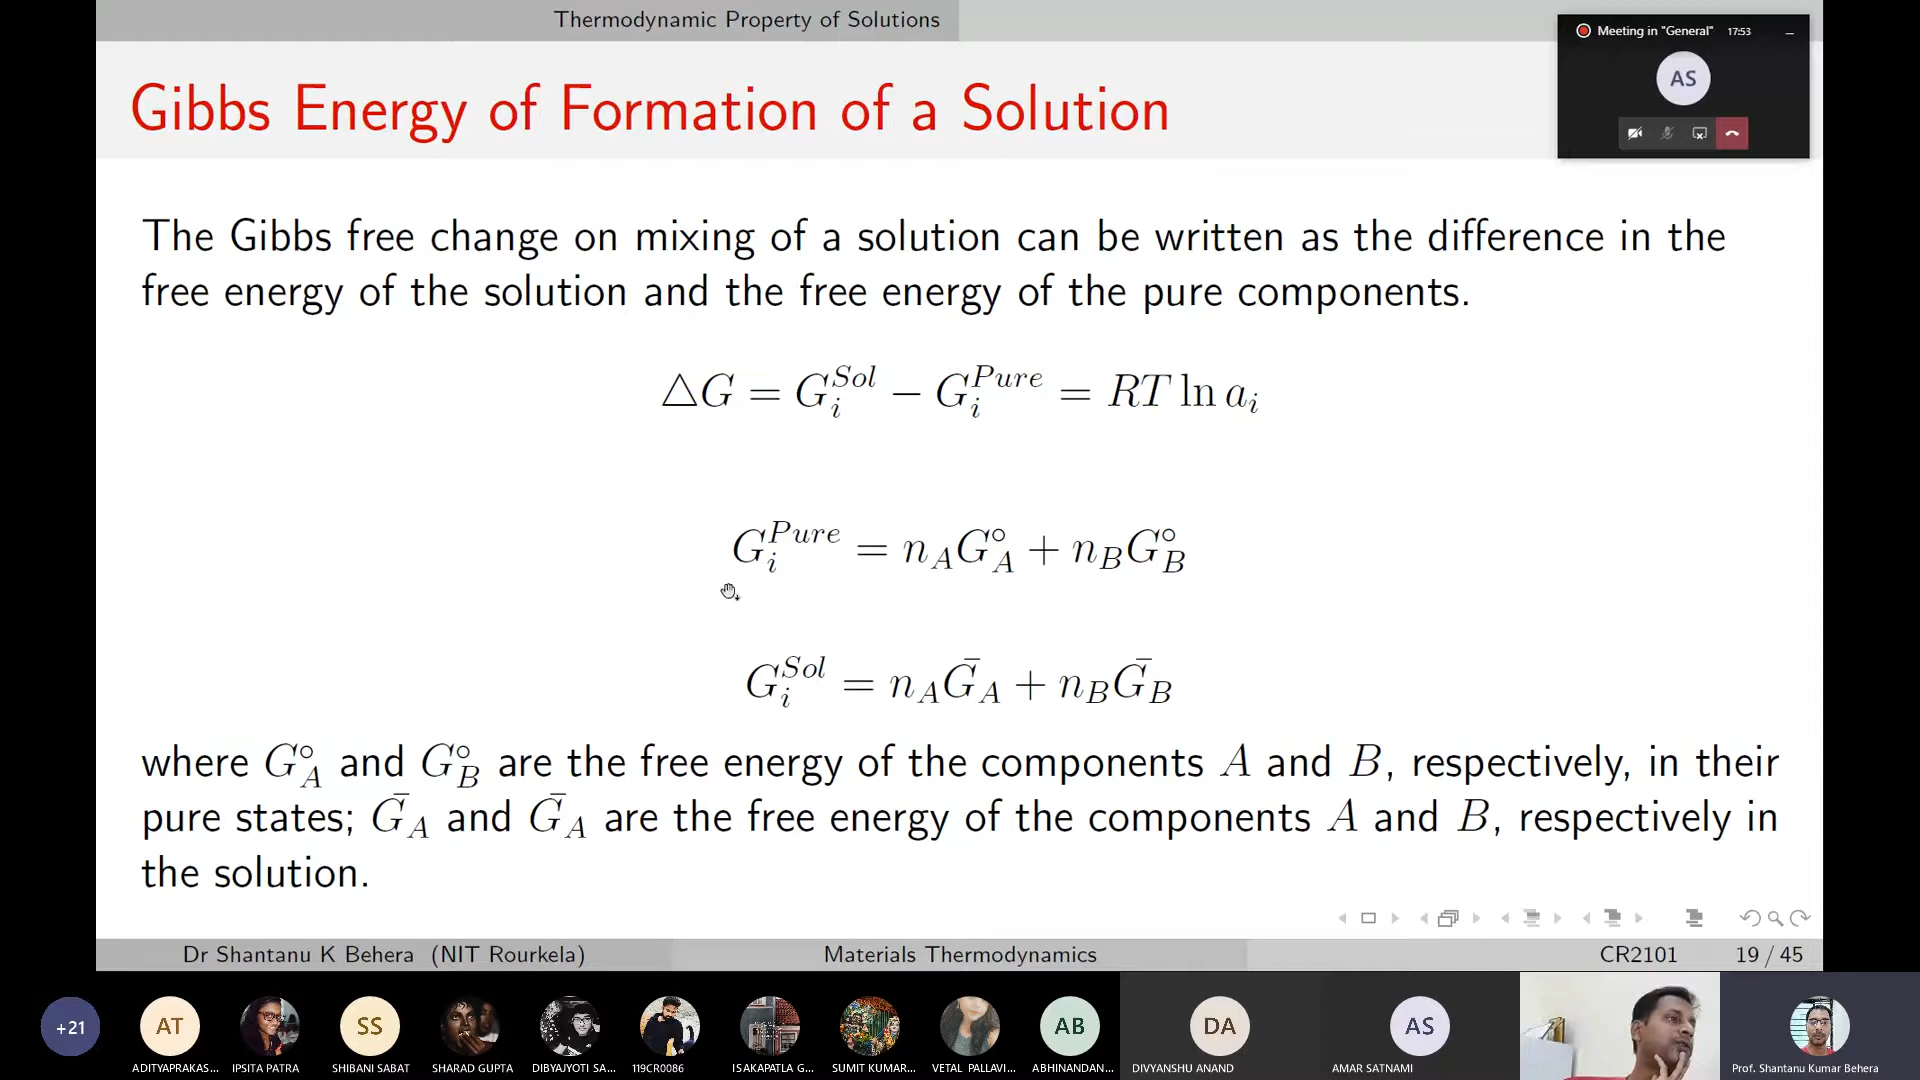 Thermodynamic Property of Solutions
Meeting in "General" 17:53
AS
Gibbs Energy of Formation of a Solution
The Gibbs free change on mixing of a solution can be written as the difference in the
free energy of the solution and the free energy of the pure components.
△G = G_i^{Sol} − G_i^{Pure} = RT ln a_i
G_i^{Pure} = n_A G_A^° + n_B G_B^°
G_i^{Sol} = n_A Ḡ_A + n_B Ḡ_B
where G_A^° and G_B^° are the free energy of the components A and B, respectively, in their
pure states; Ḡ_A and Ḡ_A are the free energy of the components A and B, respectively in
the solution.
Dr Shantanu K Behera (NIT Rourkela) Materials Thermodynamics CR2101 19 / 45
+21 AT SS AB DA AS
ADITYAPRAKAS... IPSITA PATRA SHIBANI SABAT SHARAD GUPTA DIBYAJYOTI SA... 119CR0086 ISAKAPATLA G... SUMIT KUMAR... VETAL PALLAVI... ABHINANDAN... DIVYANSHU ANAND AMAR SATNAMI Prof. Shantanu Kumar Behera